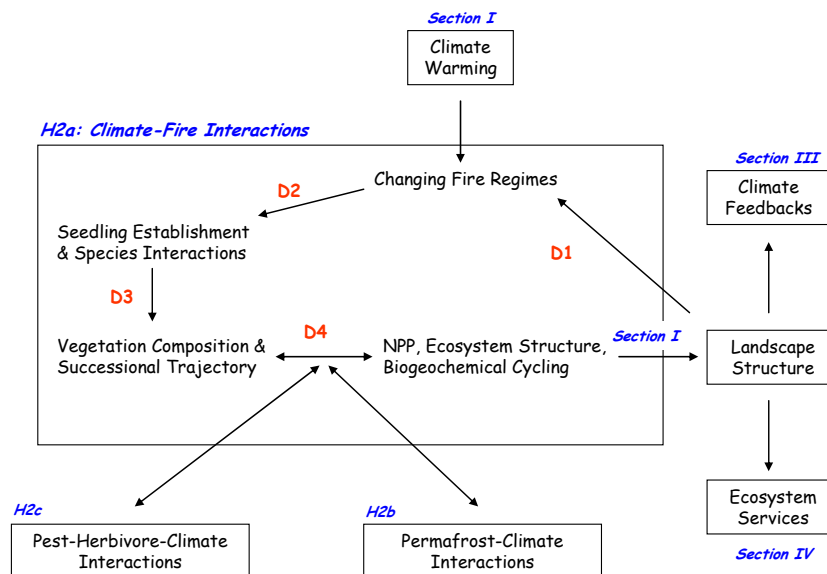 Section I
Climate
Warming
H2a: Climate-Fire Interactions
Changing Fire Regimes
D2
Seedling Establishment
& Species Interactions
D1
D3
Section III
Climate
Feedbacks
Vegetation Composition &
Successional Trajectory
D4
NPP, Ecosystem Structure,
Biogeochemical Cycling
Section I
Landscape
Structure
H2c
Pest-Herbivore-Climate
Interactions
H2b
Permafrost-Climate
Interactions
Ecosystem
Services
Section IV